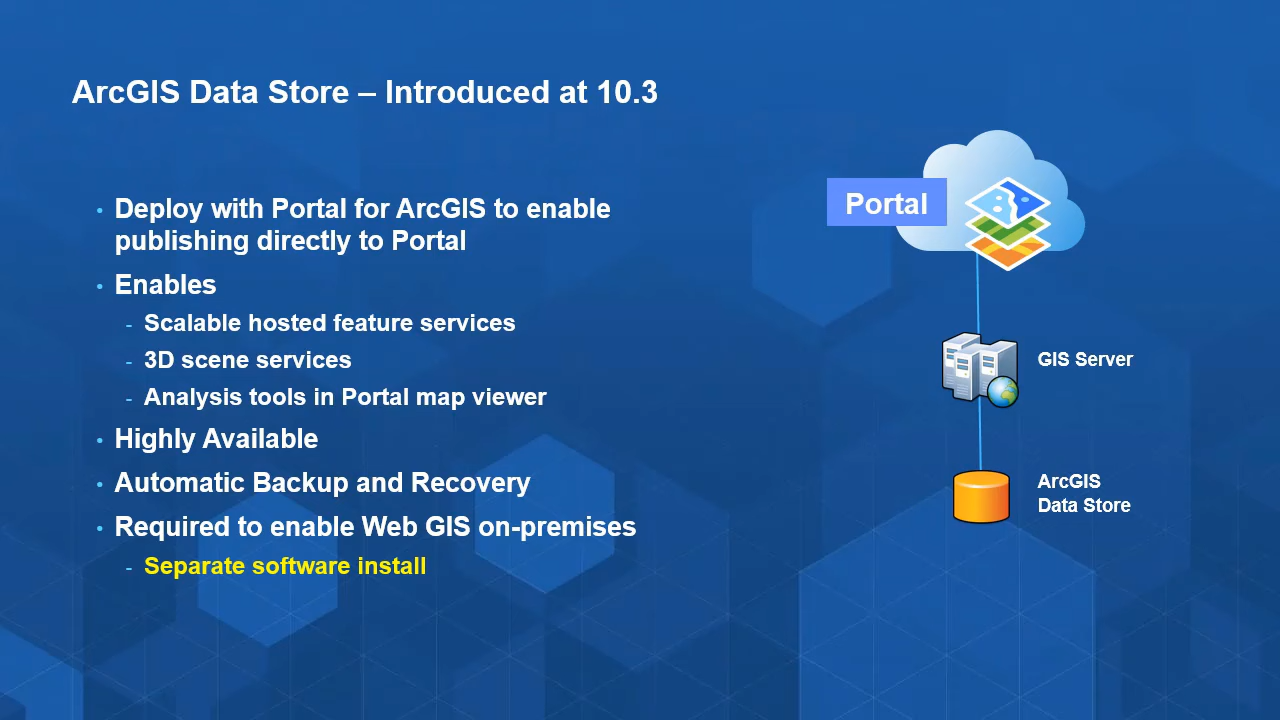 ArcGIS Data Store – Introduced at 10.3
• Deploy with Portal for ArcGIS to enable
publishing directly to Portal
• Enables
- Scalable hosted feature services
- 3D scene services
- Analysis tools in Portal map viewer
• Highly Available
• Automatic Backup and Recovery
• Required to enable Web GIS on-premises
- Separate software install
Portal
GIS Server
ArcGIS
Data Store